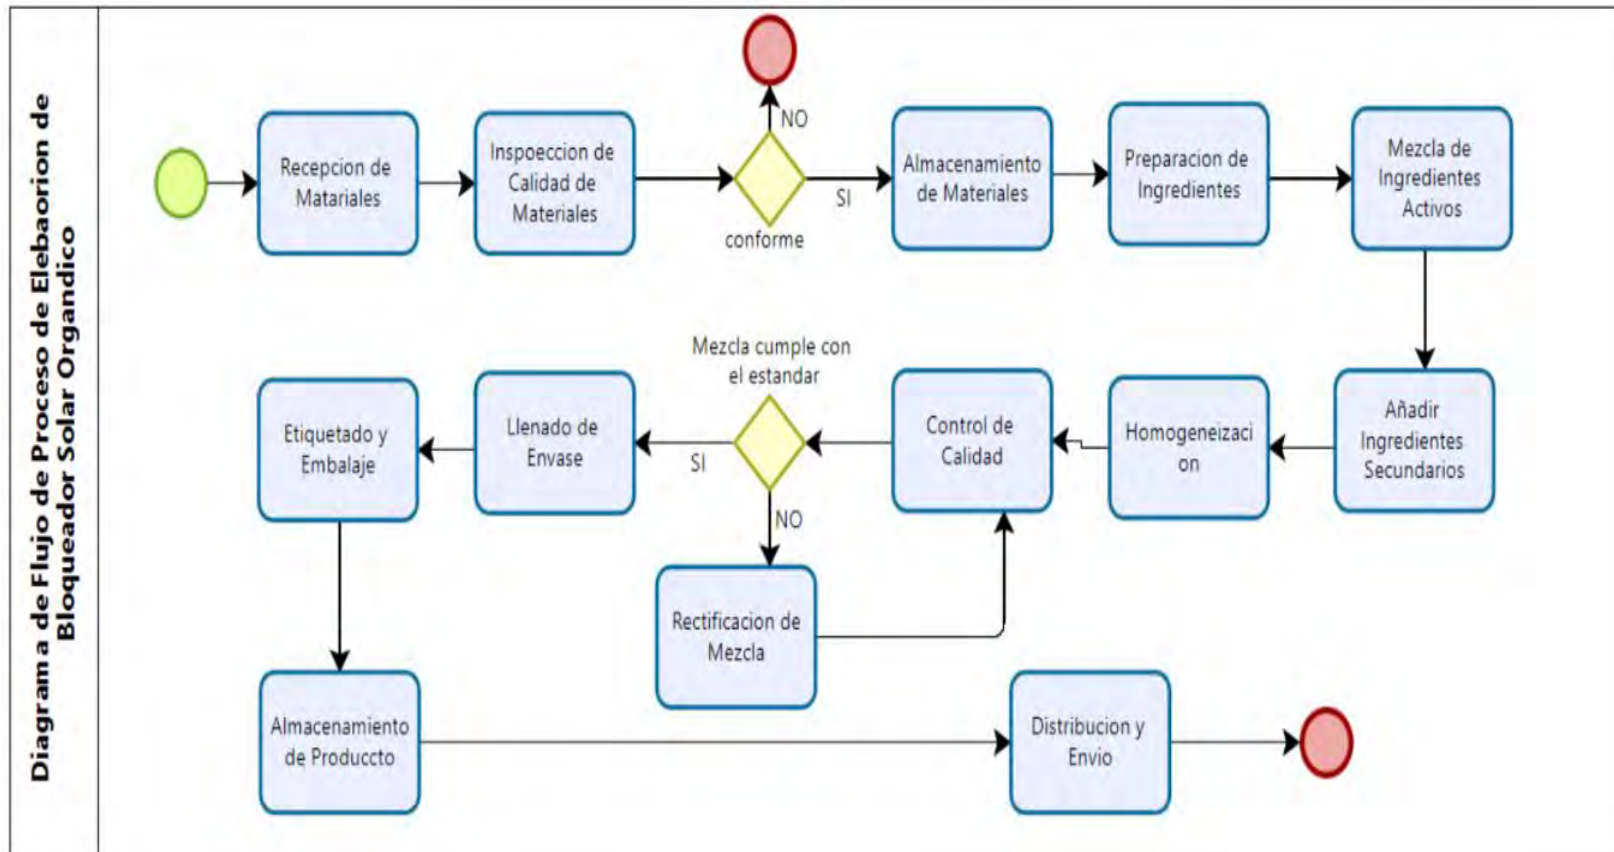 Diagrama de Flujo de Proceso de Elebaorion de
Bloqueador Solar Organdico
Recepcion de
Matariales
Inspoeccion de
Calidad de
Materiales
NO
conforme
SI
Almacenamiento
de Materiales
Preparacion de
Ingredientes
Mezcla de
Ingredientes
Activos
Añadir
Ingredientes
Secundarios
Homogeneizaci
on
Control de
Calidad
Mezcla cumple con
el estandar
SI
NO
Llenado de
Envase
Etiquetado y
Embalaje
Rectificacion de
Mezcla
Almacenamiento
de Produccto
Distribucion y
Envio